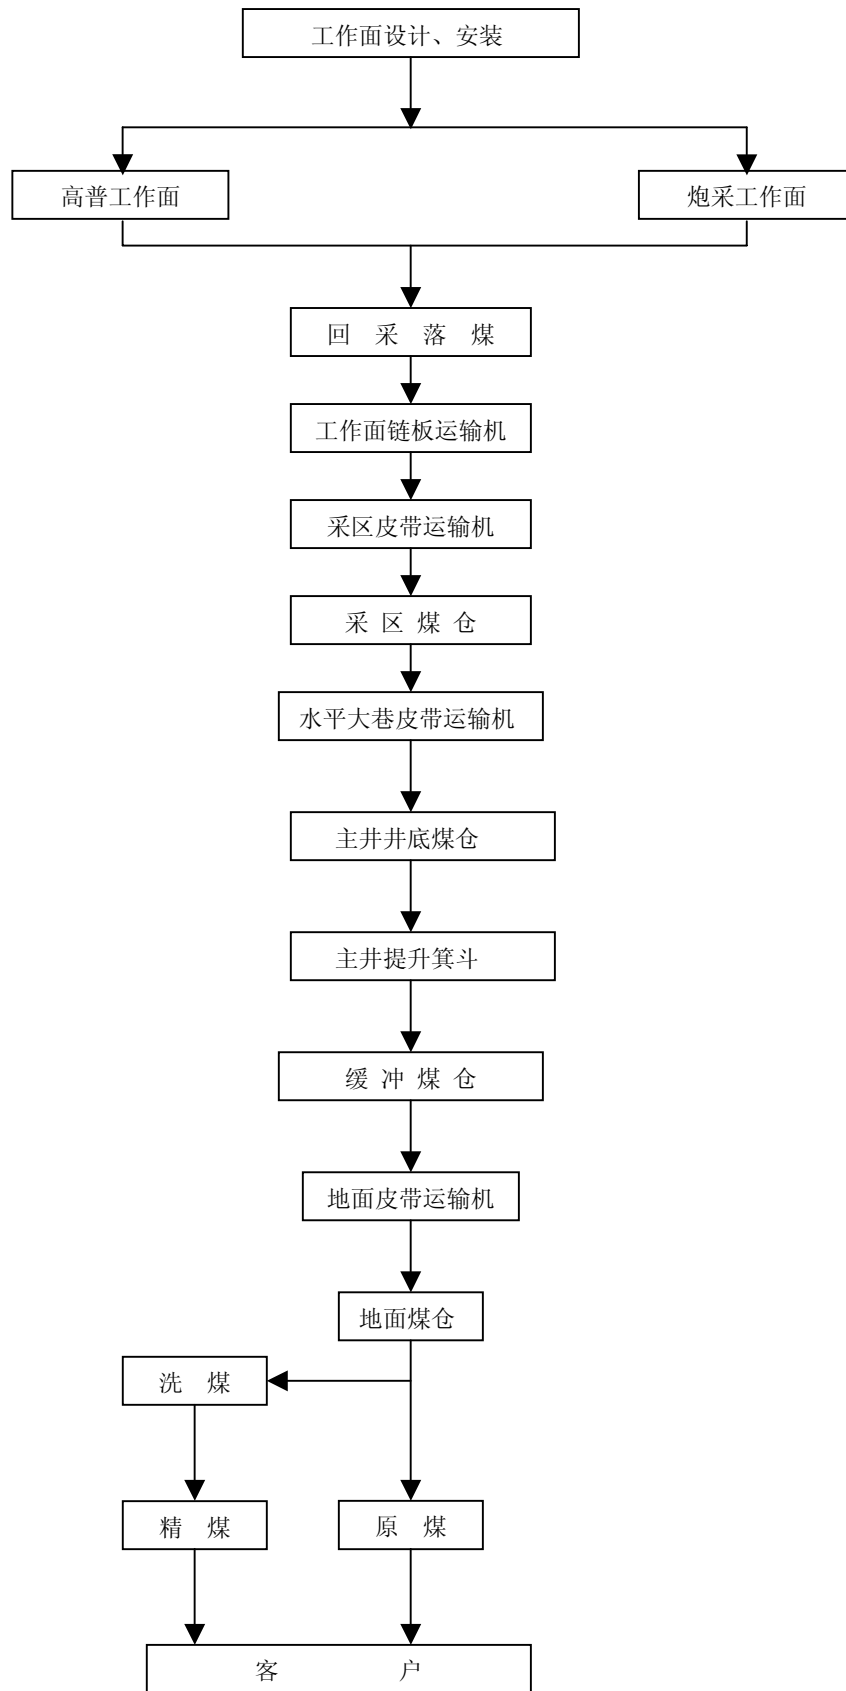 工作面设计、安装
高普工作面
炮采工作面
回 采 落 煤
工作面链板运输机
采区皮带运输机
采 区 煤 仓
水平大巷皮带运输机
主井井底煤仓
主井提升箕斗
缓 冲 煤 仓
地面皮带运输机
地面煤仓
洗 煤
精 煤
原 煤
客 户